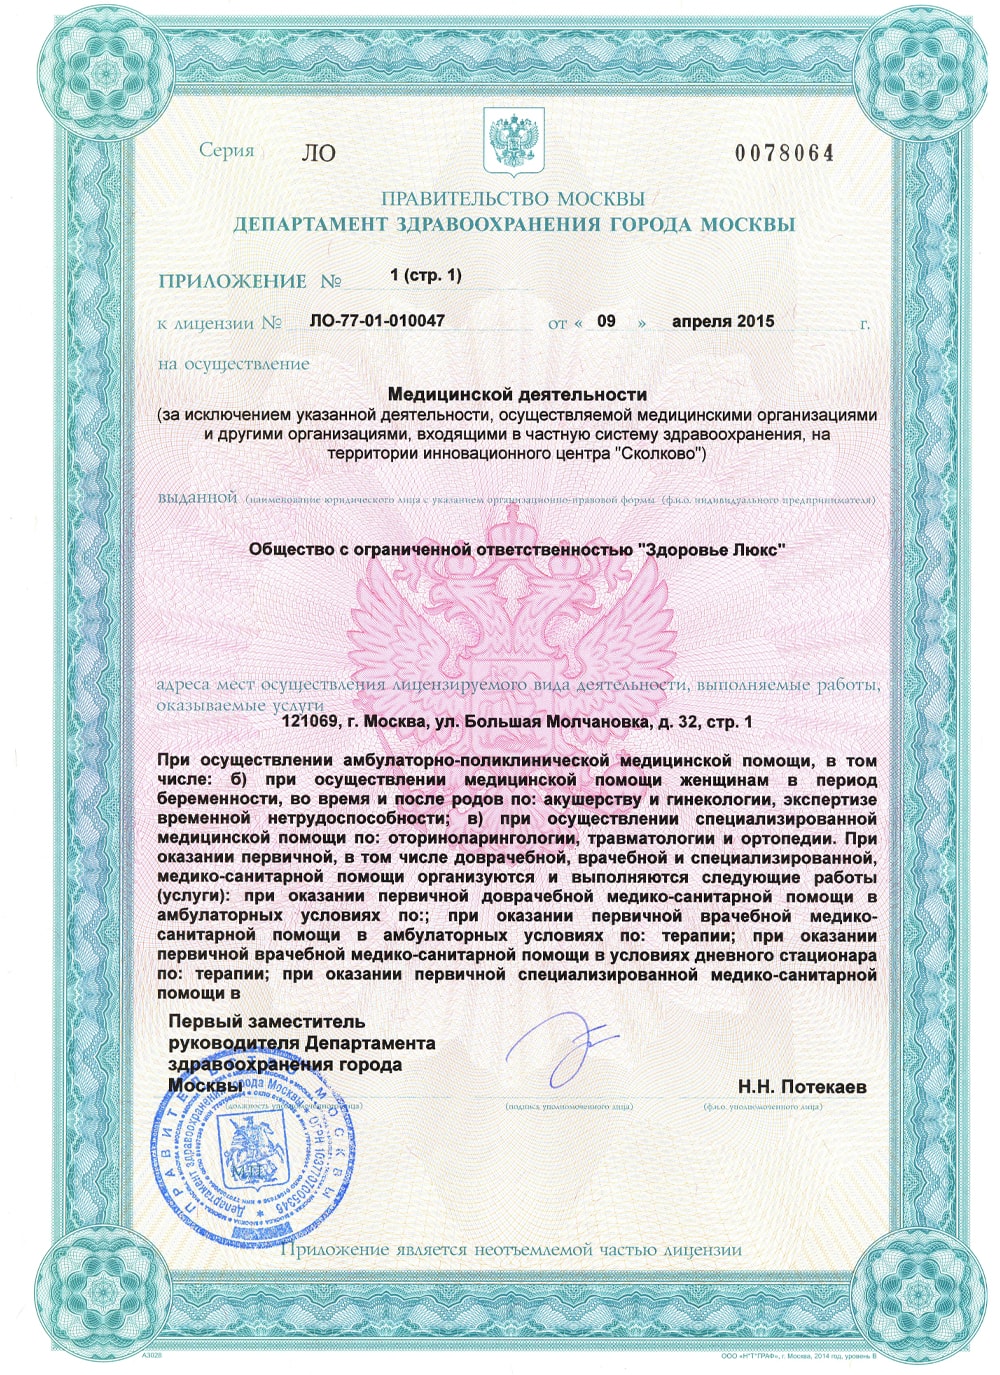 Серия ЛО 0078064
ПРАВИТЕЛЬСТВО МОСКВЫ
ДЕПАРТАМЕНТ ЗДРАВООХРАНЕНИЯ ГОРОДА МОСКВЫ
ПРИЛОЖЕНИЕ № 1 (стр. 1)
к лицензии № ЛО-77-01-010047 от « 09 » апреля 2015 г.
на осуществление
Медицинской деятельности
(за исключением указанной деятельности, осуществляемой медицинскими организациями
и другими организациями, входящими в частную систему здравоохранения, на
территории инновационного центра "Сколково")
выданной (наименование юридического лица с указанием организационно-правовой формы (ф.и.о. индивидуального предпринимателя)
Общество с ограниченной ответственностью "Здоровье Люкс"
адреса мест осуществления лицензируемого вида деятельности, выполняемые работы,
оказываемые услуги
121069, г. Москва, ул. Большая Молчановка, д. 32, стр. 1
При осуществлении амбулаторно-поликлинической медицинской помощи, в том
числе: б) при осуществлении медицинской помощи женщинам в период
беременности, во время и после родов по: акушерству и гинекологии, экспертизе
временной нетрудоспособности; в) при осуществлении специализированной
медицинской помощи по: оториноларингологии, травматологии и ортопедии. При
оказании первичной, в том числе доврачебной, врачебной и специализированной,
медико-санитарной помощи организуются и выполняются следующие работы
(услуги): при оказании первичной доврачебной медико-санитарной помощи в
амбулаторных условиях по:; при оказании первичной врачебной медико-
санитарной помощи в амбулаторных условиях по: терапии; при оказании
первичной врачебной медико-санитарной помощи в условиях дневного стационара
по: терапии; при оказании первичной специализированной медико-санитарной
помощи в
Первый заместитель
руководителя Департамента
здравоохранения города
Москвы
Н.Н. Потекаев
(должность уполномоченного лица) (подпись уполномоченного лица) (ф.и.о. уполномоченного лица)
ПРАВИТЕЛЬСТВО МОСКВЫ
Департамент здравоохранения города Москвы * ОГРН 1037707005346
М.П.
Приложение является неотъемлемой частью лицензии
А3028
ООО «Н*Т*ГРАФ», г. Москва, 2014 год, уровень В